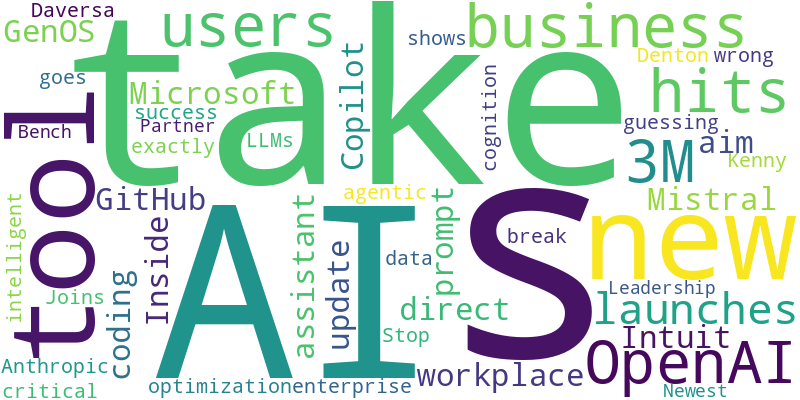 Daversa
GenOS
users
take
business
shows
Denton
wrong
goes
Microsoft
success
Copilot
cognition
hits
Bench
Partner
exactly
LLMs
guessing
tool
3M
aim
Kenny
GitHub
agentic
Mistral
intelligent
Inside
AI
S
new
assistant
update
prompt
break
data
Joins
coding
direct
Leadership
launches
Stop
Intuit
Anthropic
OpenAI
critical
optimization
enterprise
workplace
Newest